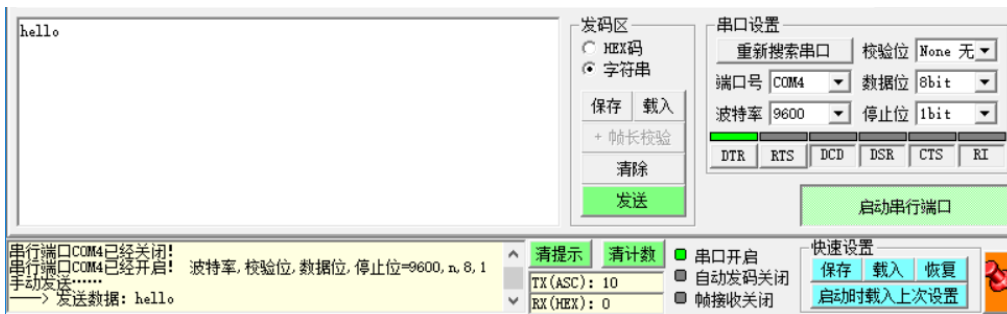 hello
发码区
HEX码
字符串
保存 载入
+ 帧长校验
清除
发送
串口设置
重新搜索串口 校验位 None 无
端口号 COM4 数据位 8bit
波特率 9600 停止位 1bit
DTR RTS DCD DSR CTS RI
启动串行端口
串行端口COM4已经关闭!
串行端口COM4已经开启! 波特率,校验位,数据位,停止位=9600,n,8,1
手动发送……
——> 发送数据: hello
清提示 清计数
TX(ASC): 10
RX(HEX): 0
串口开启
自动发码关闭
帧接收关闭
快速设置
保存 载入 恢复
启动时载入上次设置